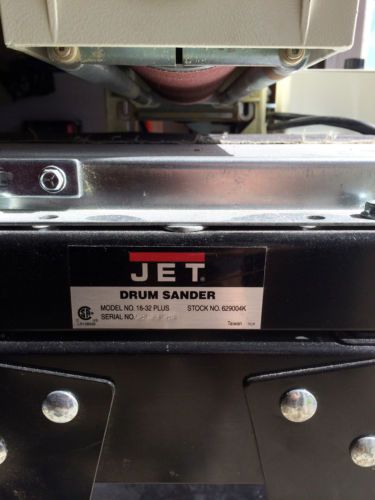 JET
DRUM SANDER
MODEL NO. 16-32 PLUS STOCK NO. 629004K
SERIAL NO.
Taiwan